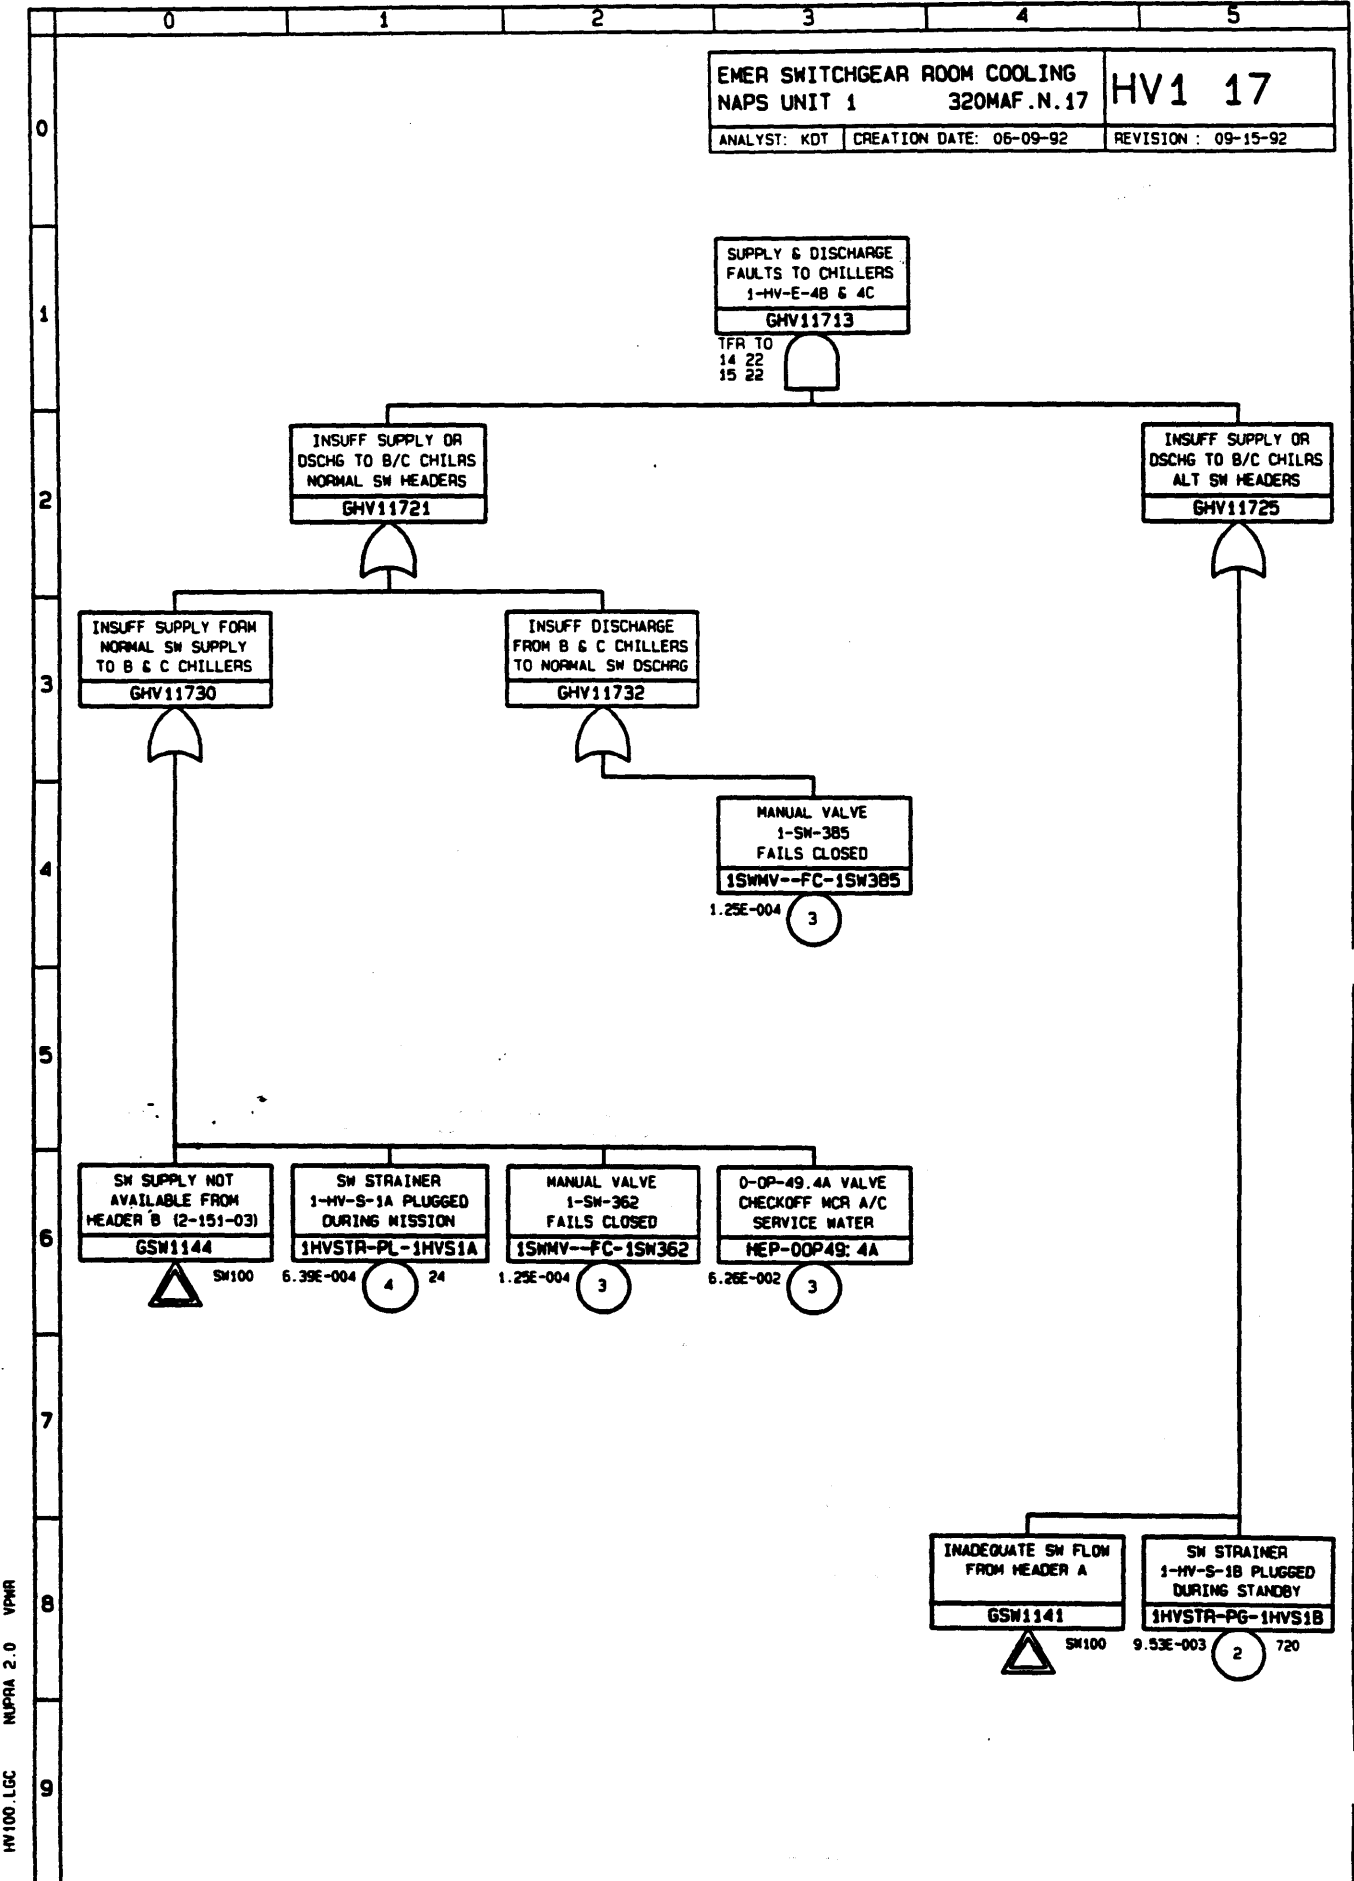 0 1 2 3 4 5
EMER SWITCHGEAR ROOM COOLING
NAPS UNIT 1 320MAF.N.17
HV1 17
ANALYST: KDT CREATION DATE: 06-09-92 REVISION : 09-15-92
0
SUPPLY & DISCHARGE
FAULTS TO CHILLERS
1-HV-E-4B & 4C
GHV11713
TFR TO
14 22
15 22
1
INSUFF SUPPLY OR
DSCHG TO B/C CHILRS
NORMAL SW HEADERS
GHV11721
INSUFF SUPPLY OR
DSCHG TO B/C CHILRS
ALT SW HEADERS
GHV11725
2
INSUFF SUPPLY FORM
NORMAL SW SUPPLY
TO B & C CHILLERS
GHV11730
INSUFF DISCHARGE
FROM B & C CHILLERS
TO NORMAL SW DSCHRG
GHV11732
3
MANUAL VALVE
1-SW-385
FAILS CLOSED
1SWMV--FC-1SW385
1.25E-004 3
4
5
SW SUPPLY NOT
AVAILABLE FROM
HEADER B (2-151-03)
GSW1144
SW100
SW STRAINER
1-HV-S-1A PLUGGED
DURING MISSION
1HVSTR-PL-1HVS1A
6.39E-004 4 24
MANUAL VALVE
1-SW-362
FAILS CLOSED
1SWMV--FC-1SW362
1.25E-004 3
0-OP-49.4A VALVE
CHECKOFF MCR A/C
SERVICE WATER
HEP-0OP49:4A
6.26E-002 3
6
7
INADEQUATE SW FLOW
FROM HEADER A
GSW1141
SW100
SW STRAINER
1-HV-S-1B PLUGGED
DURING STANDBY
1HVSTR-PG-1HVS1B
9.53E-003 2 720
8
9
HV100.LGC NUPRA 2.0 VPWR